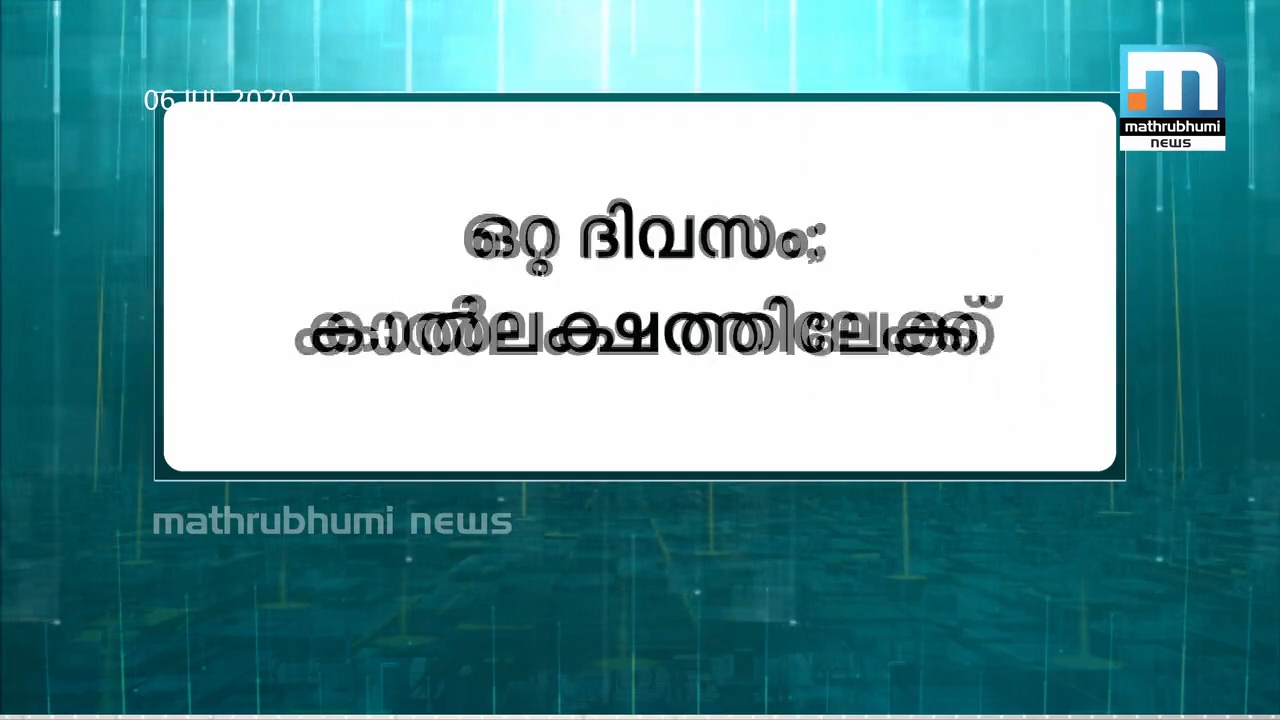 06 JUL 2020
mathrubhumi
news
ഒറ്റ ദിവസം;
കാൽലക്ഷത്തിലേക്ക്
mathrubhumi news